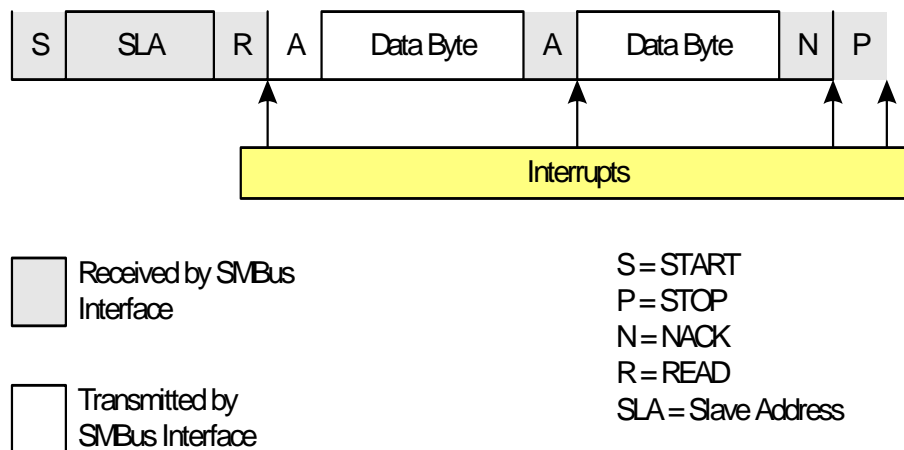 S SLA R A Data Byte A Data Byte N P
Interrupts
Received by SMBus
Interface
Transmitted by
SMBus Interface
S = START
P = STOP
N = NACK
R = READ
SLA = Slave Address